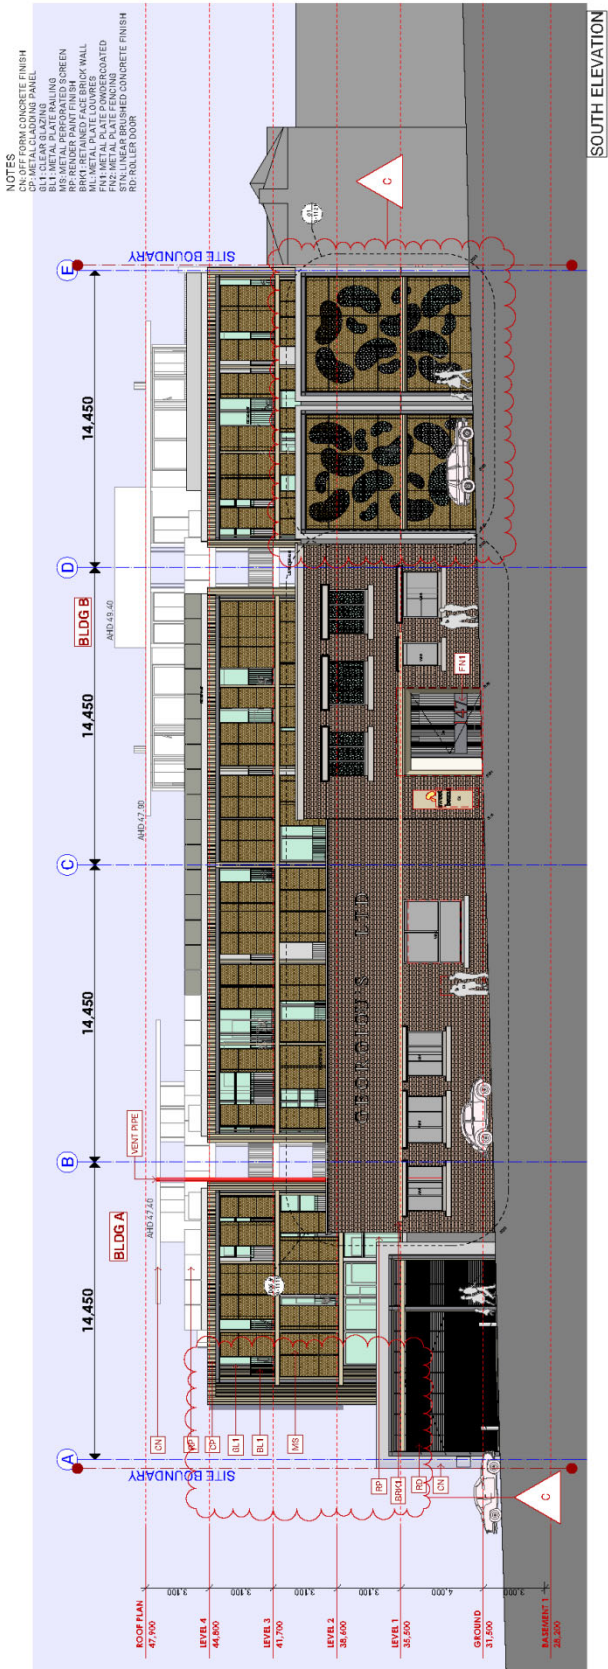 NOTES
CN: OFF FORM CONCRETE FINISH
CP: METAL CLADDING PANEL
GL1: CLEAR GLAZING
BL1: METAL PLATE RAILING
MS: METAL PERFORATED SCREEN
RP: RENDER PAINT FINISH
BRK1: RETAINED FACE BRICK WALL
ML: METAL PLATE LOUVRES
FN1: METAL PLATE POWDERCOATED
FN2: METAL PLATE FENCING
STN: LINEAR BRUSHED CONCRETE FINISH
RD: ROLLER DOOR
SOUTH ELEVATION
A
B
C
D
E
14,450
14,450
14,450
14,450
SITE BOUNDARY
SITE BOUNDARY
BLDG A
BLDG B
AHD 47.40
AHD 47.90
AHD 49.40
VENT PIPE
CN
RP
CP
GL1
BL1
MS
RP
BRK1
RD
CN
FN1
C
C
GEORGIOU'S LTD
47
ROOF PLAN
47,900
LEVEL 4
44,800
LEVEL 3
41,700
LEVEL 2
38,600
LEVEL 1
35,500
GROUND
31,500
BASEMENT 1
28,200
3,100
3,100
3,100
3,100
4,000